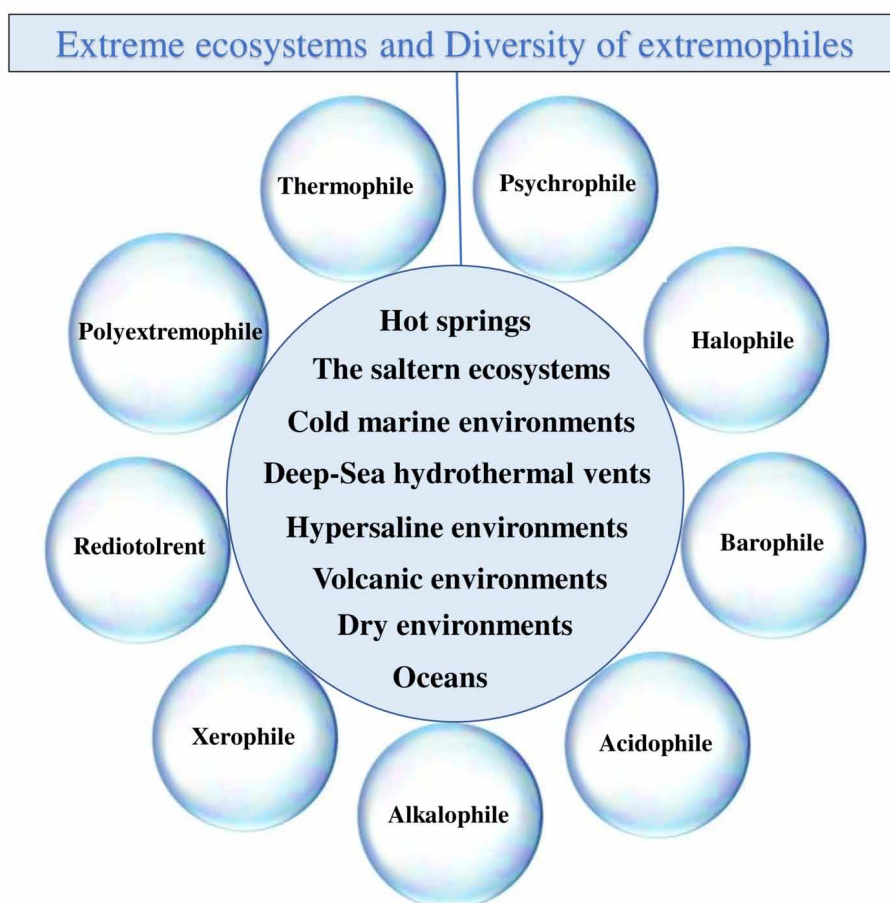 Extreme ecosystems and Diversity of extremophiles
Thermophile
Psychrophile
Polyextremophile
Halophile
Rediotolrent
Barophile
Xerophile
Acidophile
Alkalophile
Hot springs
The saltern ecosystems
Cold marine environments
Deep-Sea hydrothermal vents
Hypersaline environments
Volcanic environments
Dry environments
Oceans